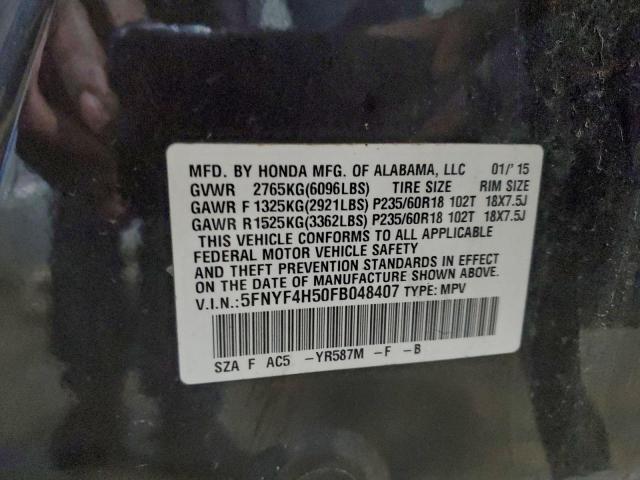 MFD. BY HONDA MFG. OF ALABAMA, LLC 01/'15
GVWR 2765KG(6096LBS) TIRE SIZE RIM SIZE
GAWR F 1325KG(2921LBS) P235/60R18 102T 18X7.5J
GAWR R1525KG(3362LBS) P235/60R18 102T 18X7.5J
THIS VEHICLE CONFORMS TO ALL APPLICABLE
FEDERAL MOTOR VEHICLE SAFETY
AND THEFT PREVENTION STANDARDS IN EFFECT
ON THE DATE OF MANUFACTURE SHOWN ABOVE.
V.I.N.:5FNYF4H50FB048407 TYPE: MPV
SZA F AC5 -YR587M -F -B